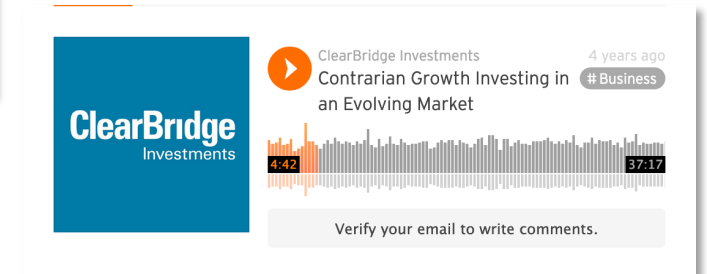 ClearBridge
Investments
ClearBridge Investments
4 years ago
Contrarian Growth Investing in
an Evolving Market
# Business
4:42
37:17
Verify your email to write comments.